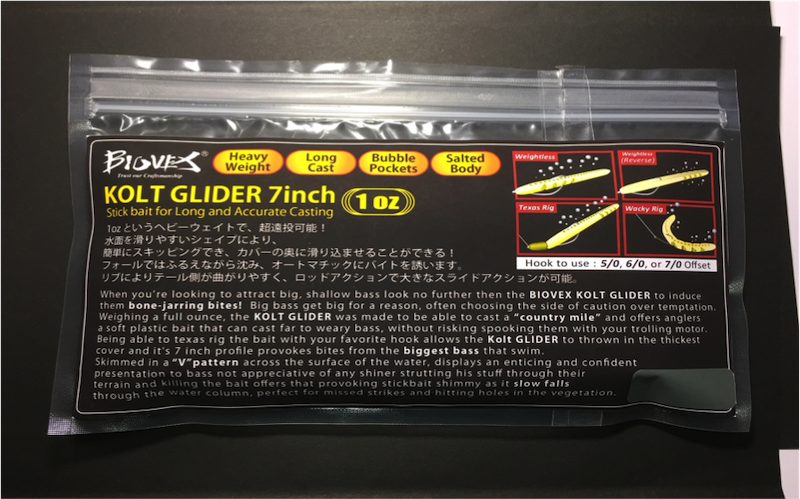 BIOVEX®
Trust our Craftsmanship
Heavy Weight
Long Cast
Bubble Pockets
Salted Body
KOLT GLIDER 7inch
1 oz
Stick bait for Long and Accurate Casting
1ozというヘビーウェイトで、超遠投可能！
水面を滑りやすいシェイプにより、
簡単にスキッピングでき、カバーの奥に滑り込ませることができる！
フォールではふるえながら沈み、オートマチックにバイトを誘います。
リブによりテール側が曲がりやすく、ロッドアクションで大きなスライドアクションが可能。
Weightless
Weightless (Reverse)
Texas Rig
Wacky Rig
Hook to use : 5/0, 6/0, or 7/0 Offset
When you're looking to attract big, shallow bass look no further then the BIOVEX KOLT GLIDER to induce
them bone-jarring bites! Big bass get big for a reason, often choosing the side of caution over temptation.
Weighing a full ounce, the KOLT GLIDER was made to be able to cast a "country mile" and offers anglers
a soft plastic bait that can cast far to weary bass, without risking spooking them with your trolling motor.
Being able to texas rig the bait with your favorite hook allows the Kolt GLIDER to thrown in the thickest
cover and it's 7 inch profile provokes bites from the biggest bass that swim.
Skimmed in a "V"pattern across the surface of the water, displays an enticing and confident
presentation to bass not appreciative of any shiner strutting his stuff through their
terrain and killing the bait offers that provoking stickbait shimmy as it slow falls
through the water column, perfect for missed strikes and hitting holes in the vegetation.